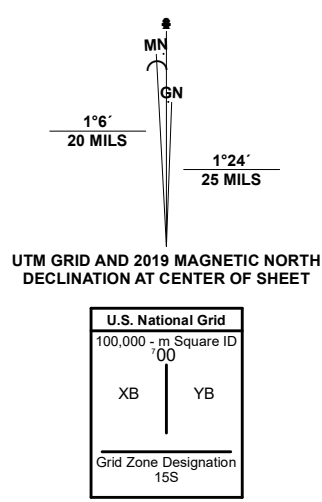 MN
GN
1°6´
20 MILS
1°24´
25 MILS
UTM GRID AND 2019 MAGNETIC NORTH
DECLINATION AT CENTER OF SHEET
U.S. National Grid
100,000 - m Square ID
⁷00
XB YB
Grid Zone Designation
15S